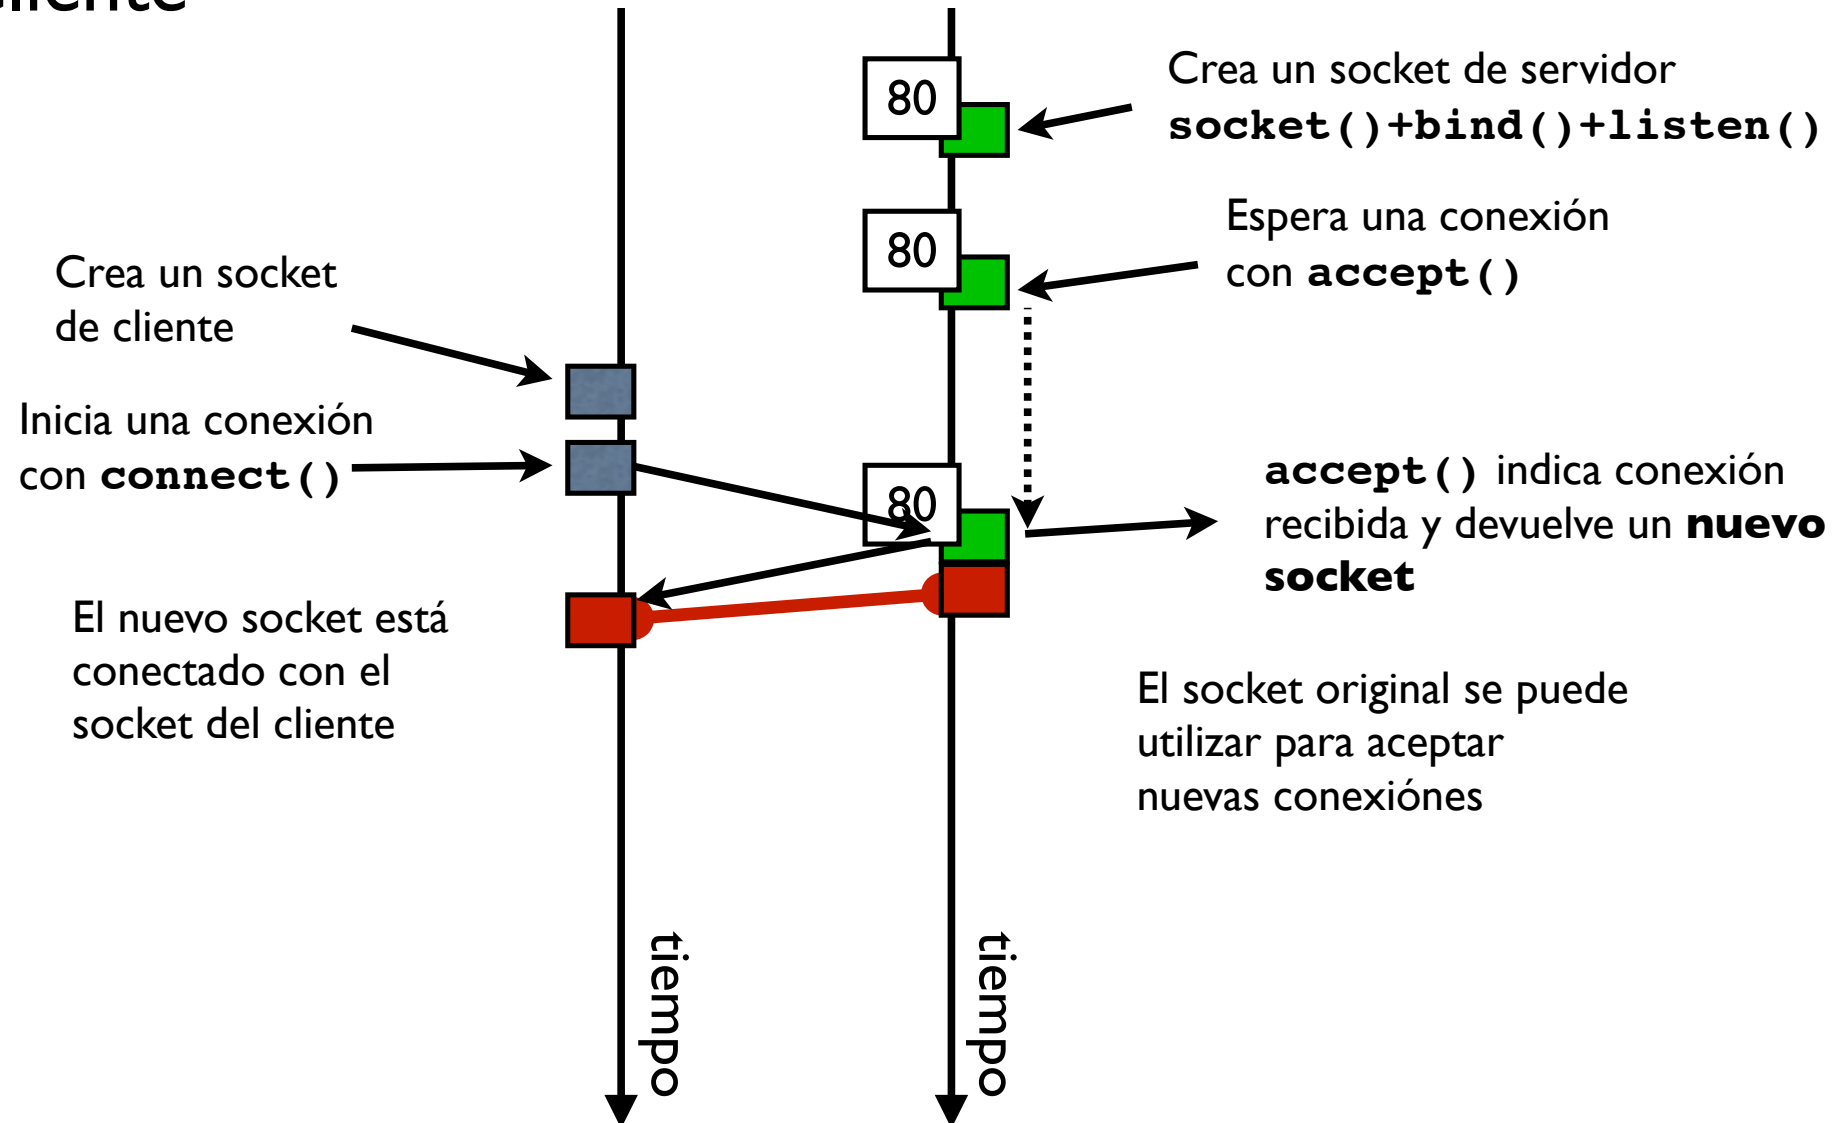 80
Crea un socket de servidor
socket()+bind()+listen()
80
Espera una conexión
con accept()
Crea un socket
de cliente
Inicia una conexión
con connect()
80
accept() indica conexión
recibida y devuelve un nuevo
socket
El nuevo socket está
conectado con el
socket del cliente
El socket original se puede
utilizar para aceptar
nuevas conexiónes
tiempo
tiempo